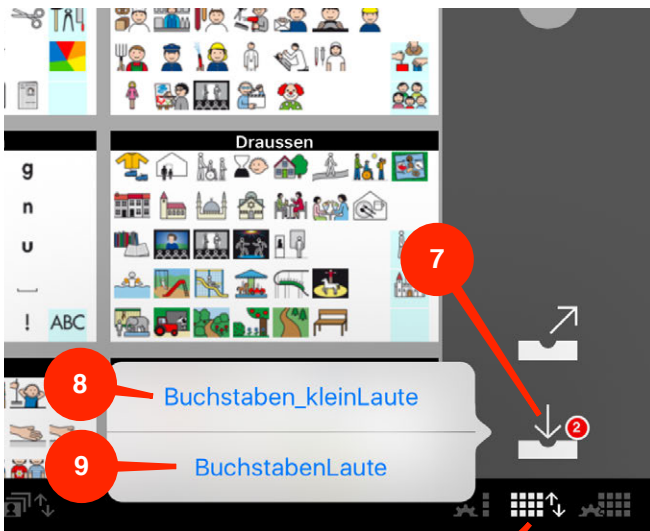 Draussen
g
n
u
!
ABC
7
8
Buchstaben_kleinLaute
9
BuchstabenLaute
2